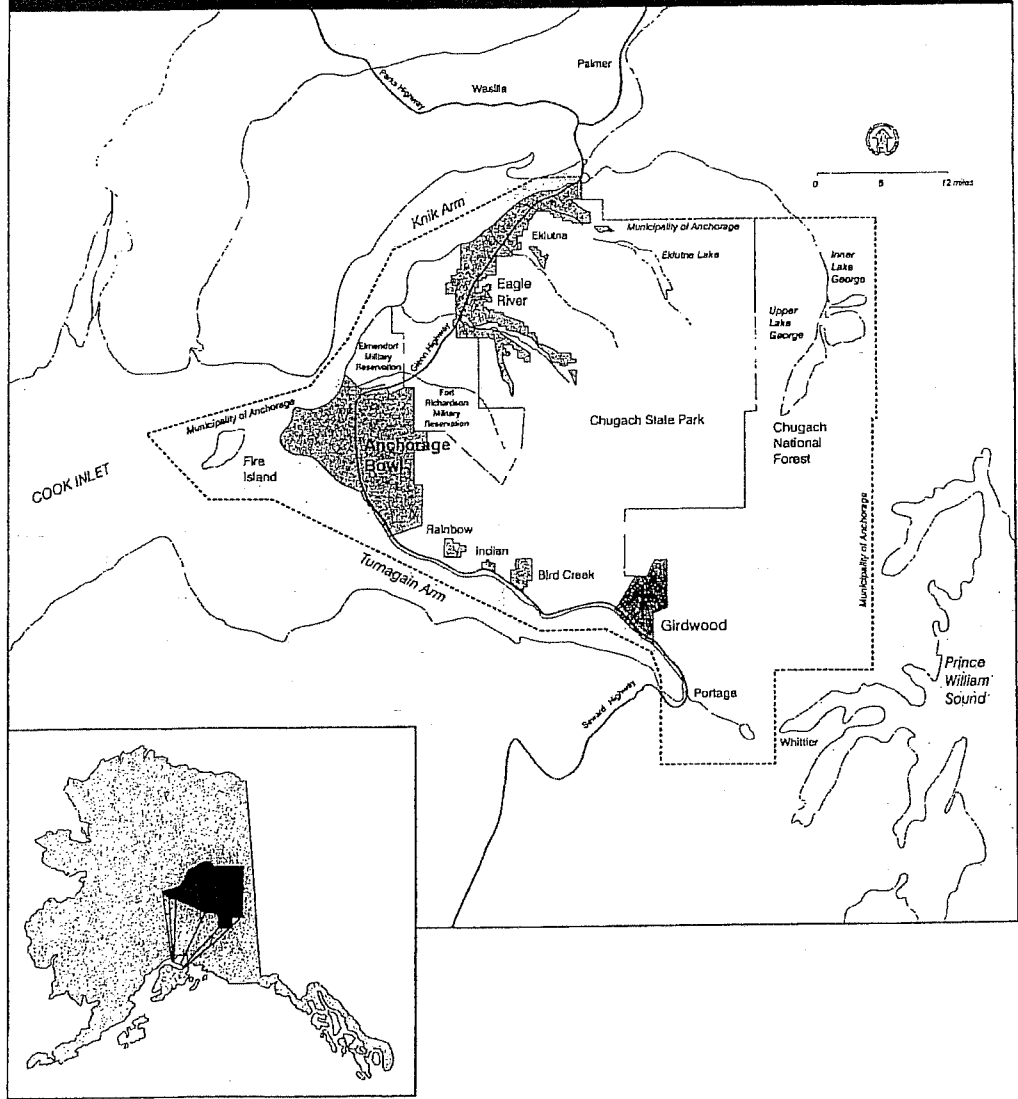 Palmer
Parks Highway
Wasilla
0 6 12 miles
Knik Arm
Municipality of Anchorage
Eklutna
Eklutna Lake
Inner
Lake
George
Eagle
River
Upper
Lake
George
Glenn Highway
Elmendorf
Military
Reservation
Fort
Richardson
Military
Reservation
Municipality of Anchorage
Chugach State Park
Chugach
National
Forest
Anchorage
Bowl
Fire
Island
COOK INLET
Municipality of Anchorage
Rainbow
Indian
Bird Creek
Turnagain Arm
Girdwood
Prince
William
Sound
Portage
Seward Highway
Whittier